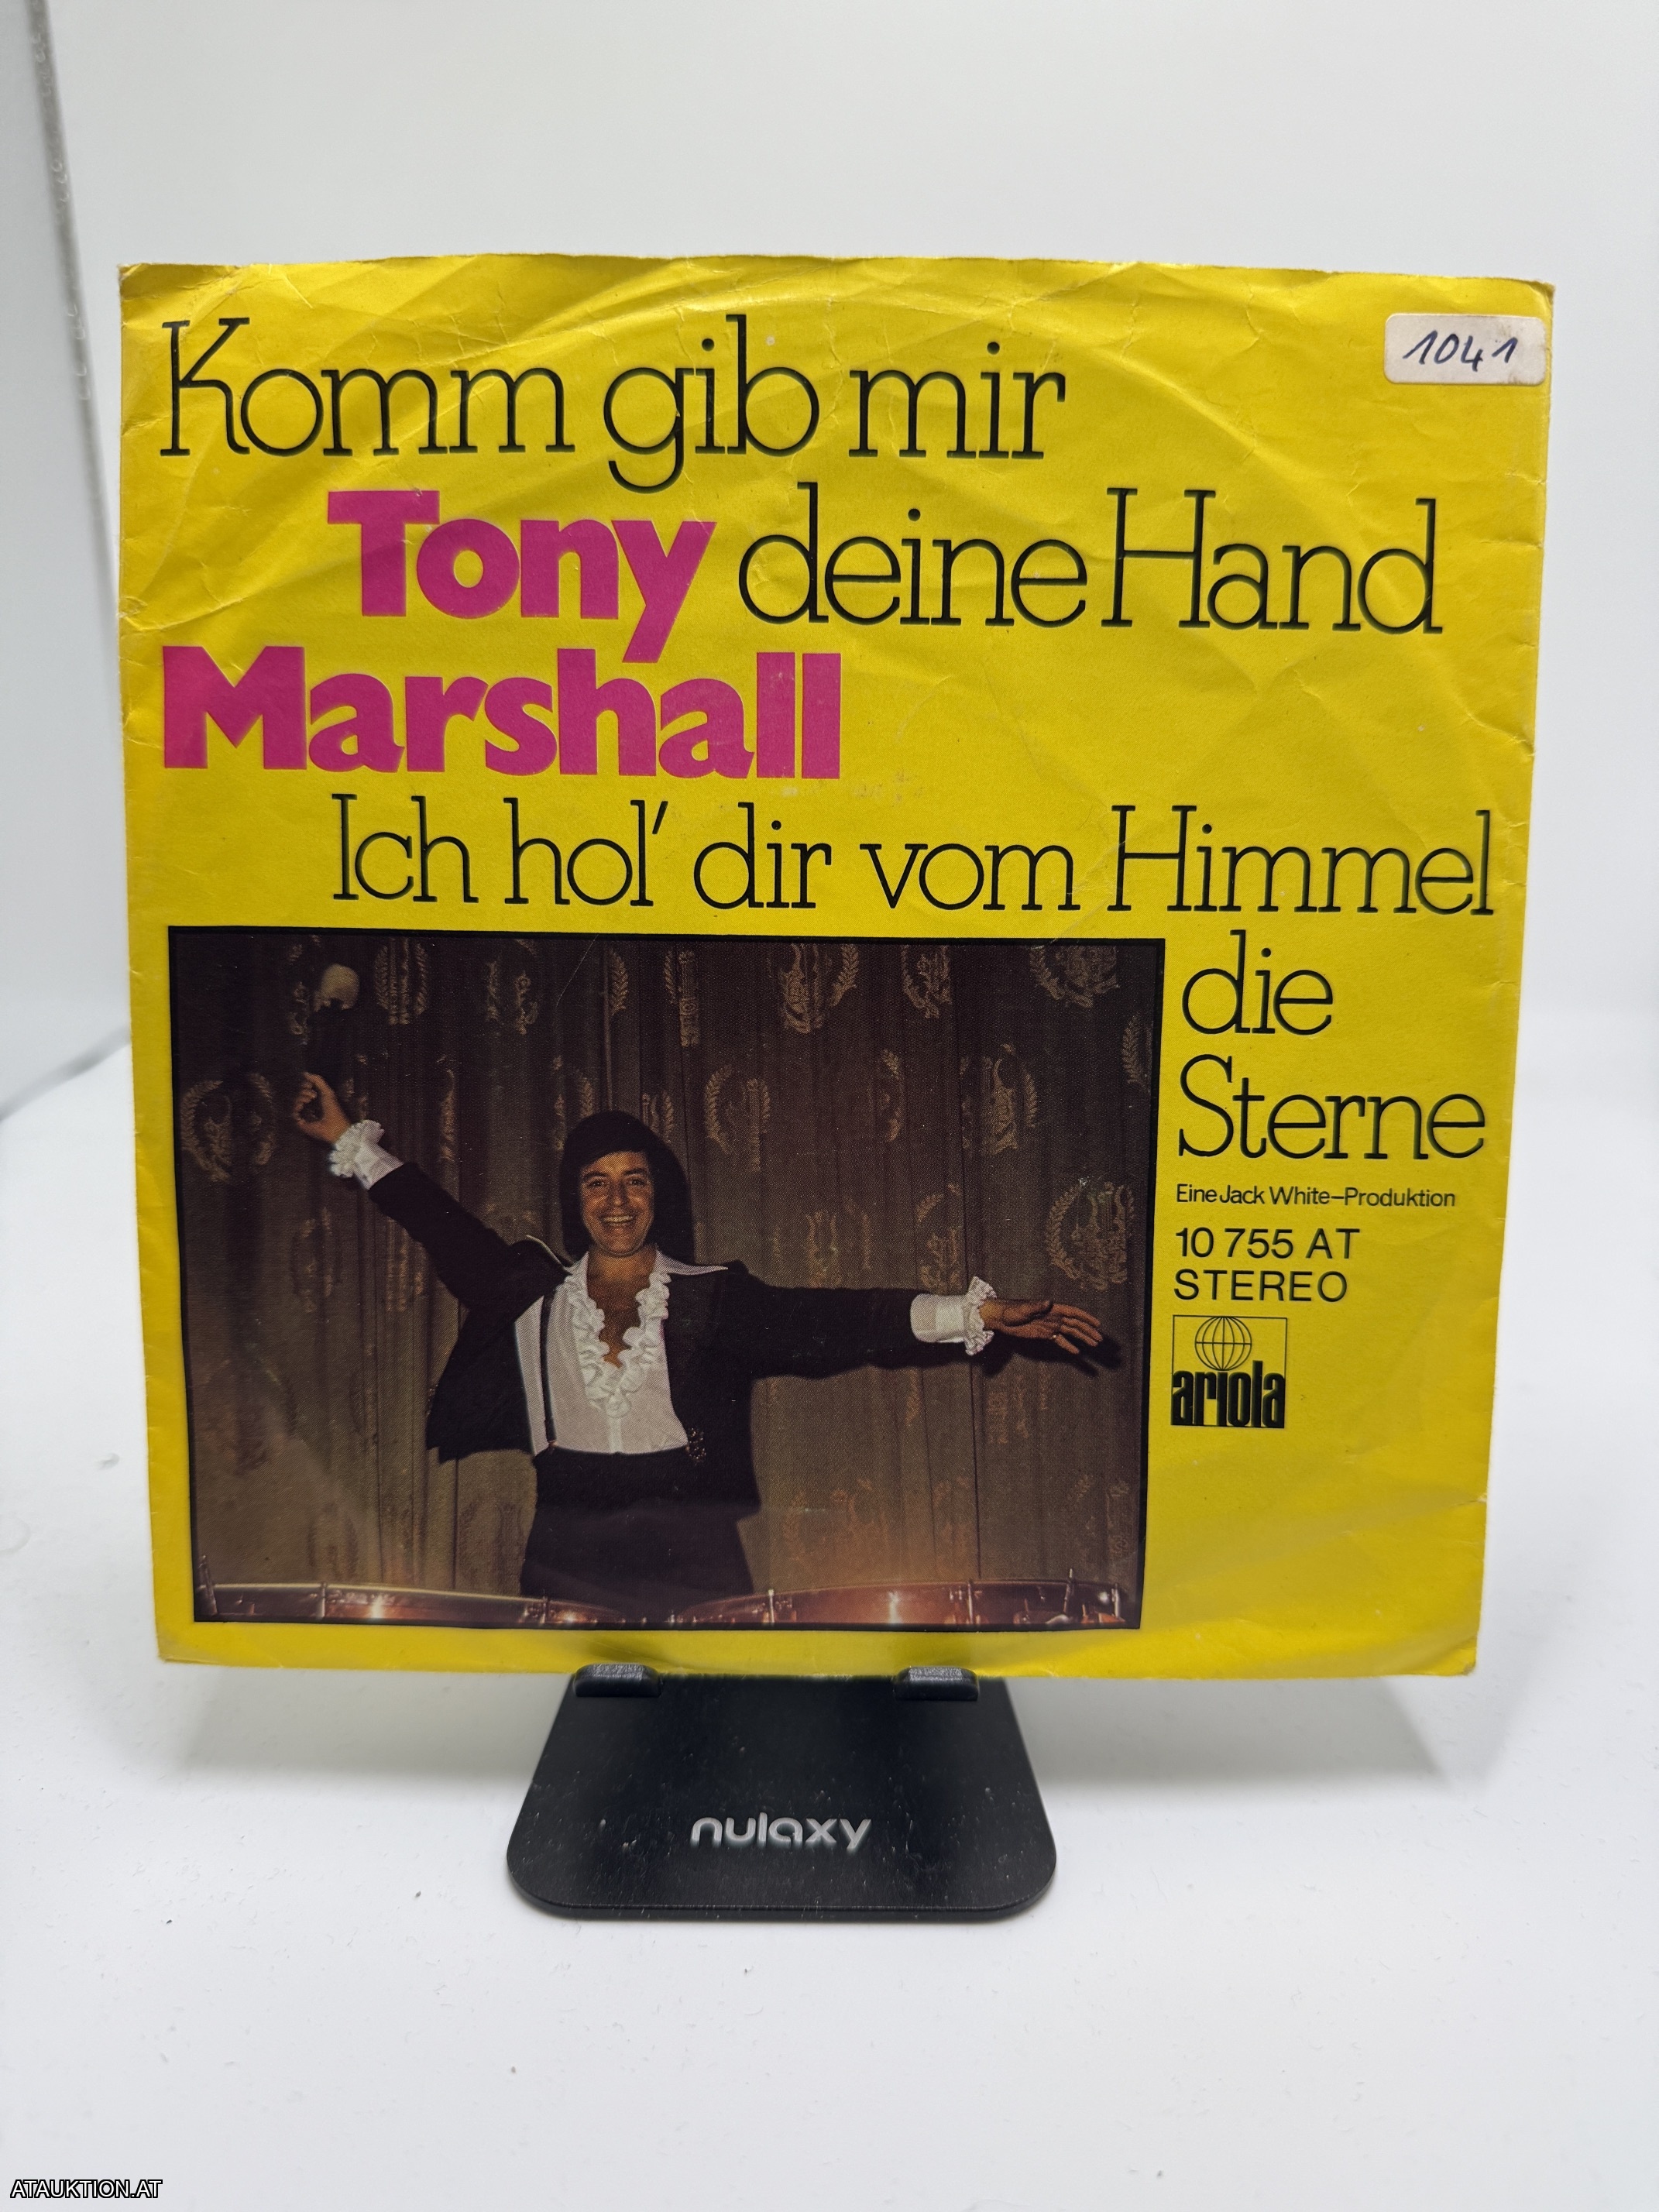 Komm gib mir
1041
Tony deine Hand
Marshall
Ich hol' dir vom Himmel
die
Sterne
Eine Jack White-Produktion
10 755 AT
STEREO
ariola
nulaxy
ATAUKTION.AT